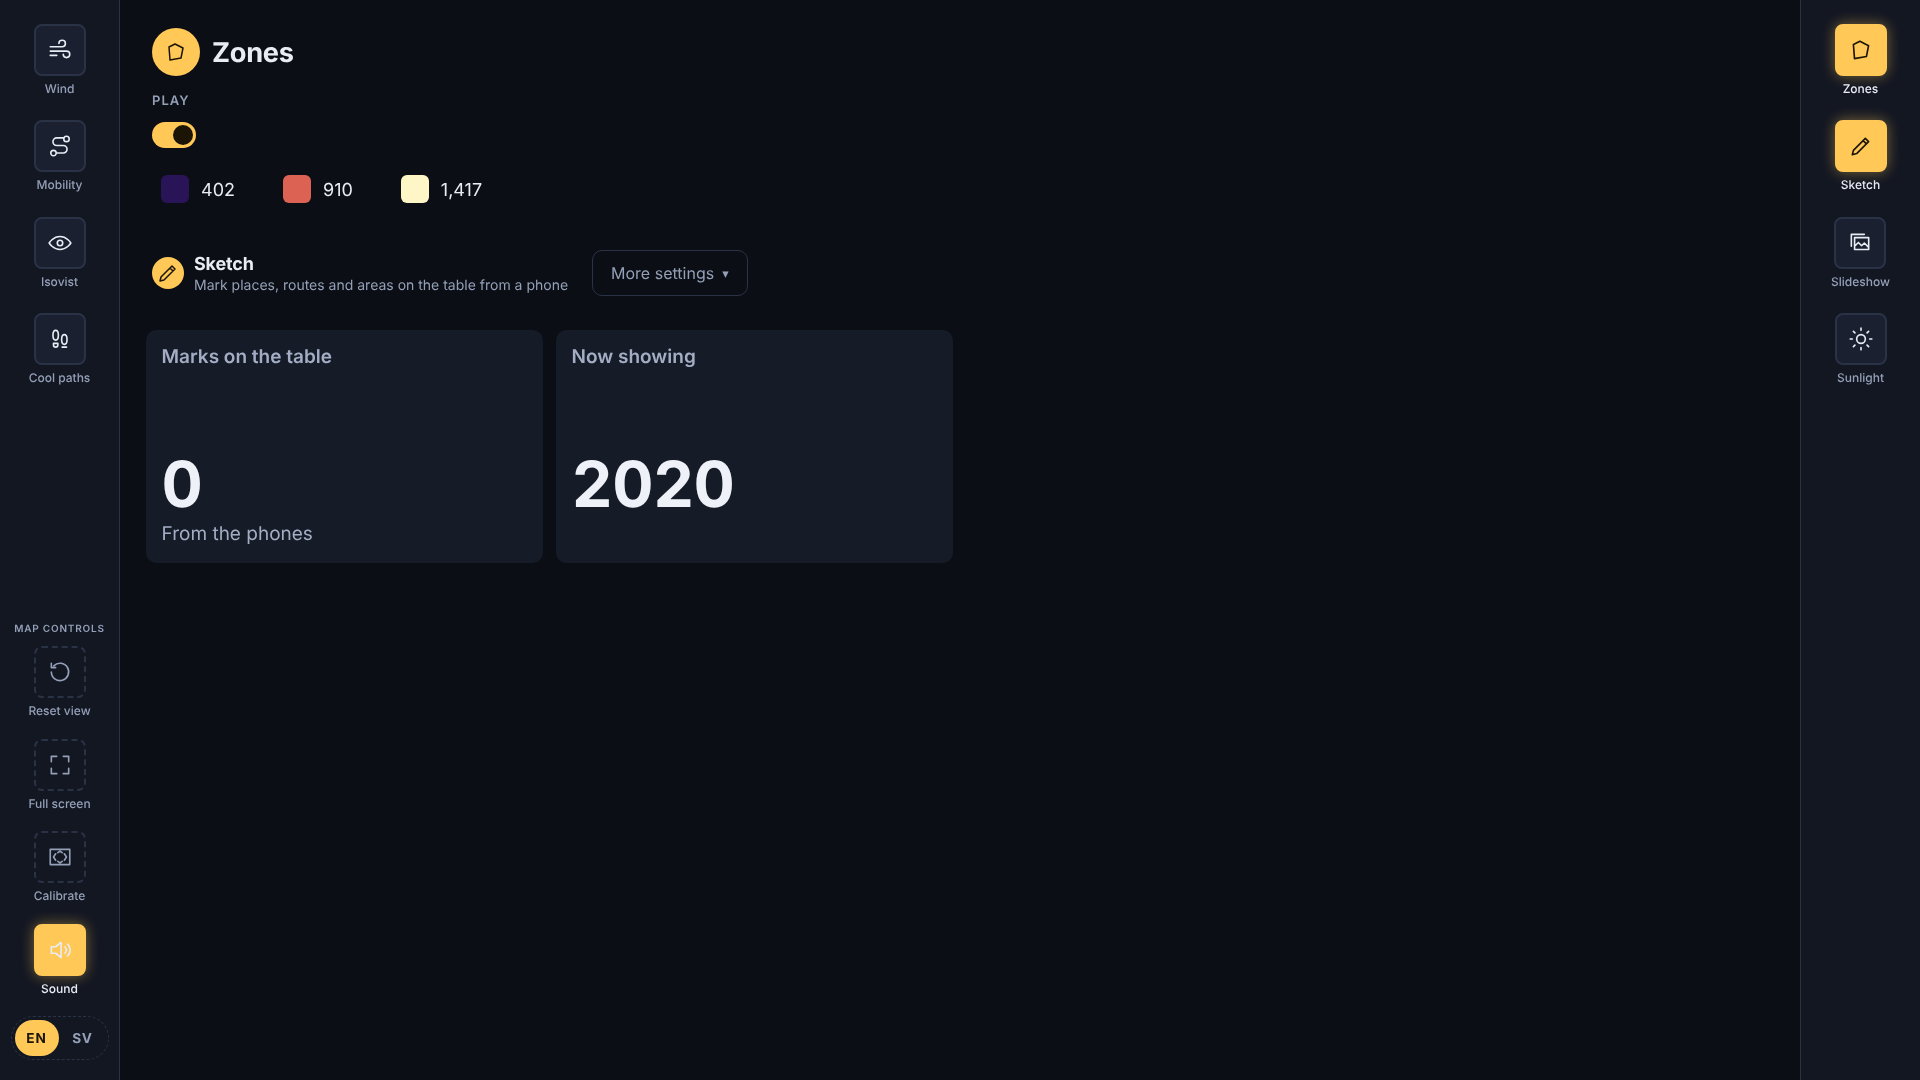 Wind
Mobility
Isovist
Cool paths
MAP CONTROLS
Reset view
Full screen
Calibrate
Sound
EN SV
Zones
PLAY
402 910 1,417
Sketch
Mark places, routes and areas on the table from a phone
More settings ▾
Marks on the table
0
From the phones
Now showing
2020
Zones
Sketch
Slideshow
Sunlight